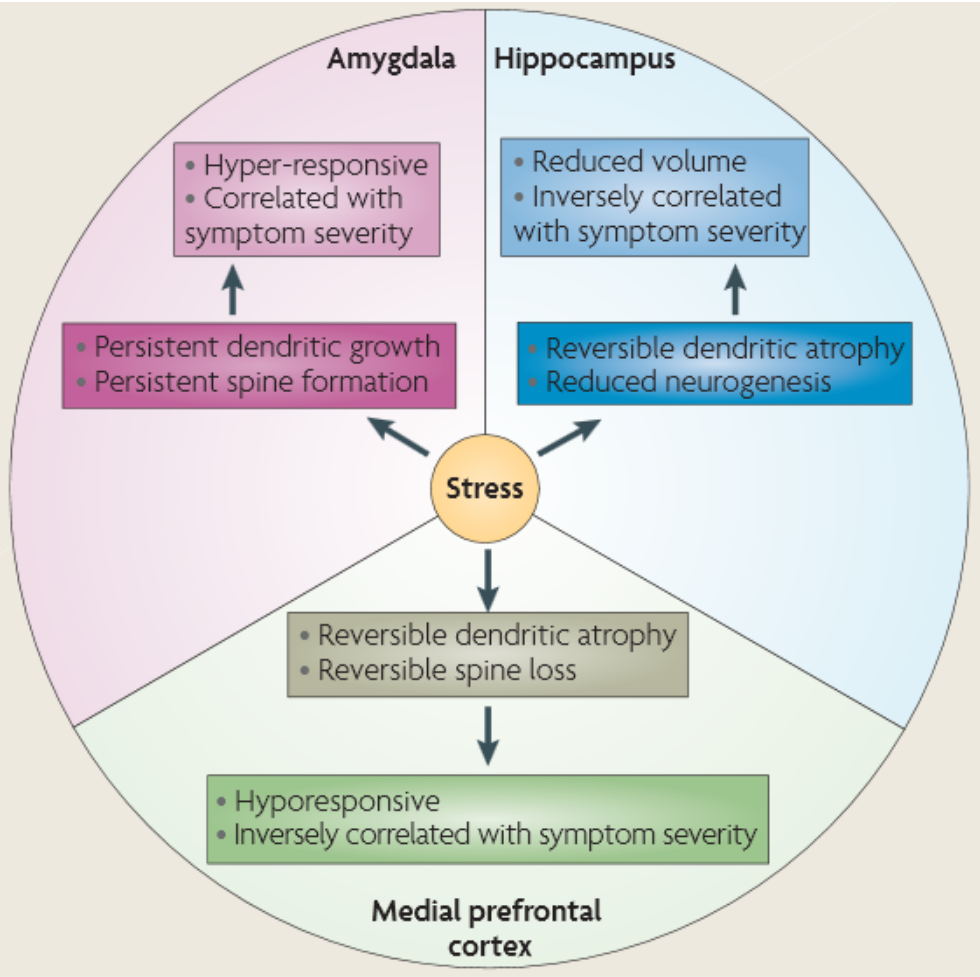 Amygdala
Hippocampus
• Hyper-responsive
• Correlated with
symptom severity
• Reduced volume
• Inversely correlated
with symptom severity
• Persistent dendritic growth
• Persistent spine formation
• Reversible dendritic atrophy
• Reduced neurogenesis
Stress
• Reversible dendritic atrophy
• Reversible spine loss
• Hyporesponsive
• Inversely correlated with symptom severity
Medial prefrontal
cortex